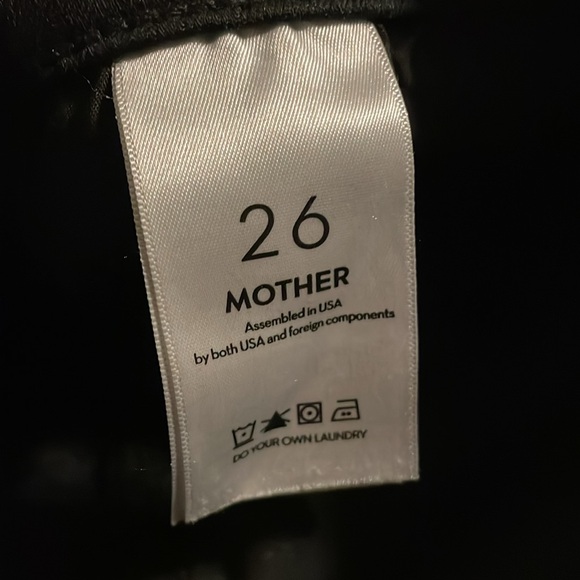 26
MOTHER
Assembled in USA
by both USA and foreign components
DO YOUR OWN LAUNDRY